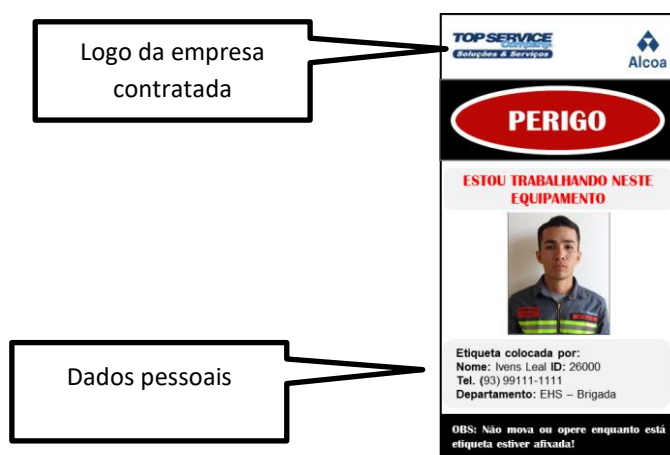 Logo da empresa
contratada
TOP SERVICE
Company
Soluções & Serviços
Alcoa
PERIGO
ESTOU TRABALHANDO NESTE
EQUIPAMENTO
Dados pessoais
Etiqueta colocada por:
Nome: Ivens Leal ID: 26000
Tel. (93) 99111-1111
Departamento: EHS – Brigada
OBS: Não mova ou opere enquanto está
etiqueta estiver afixada!